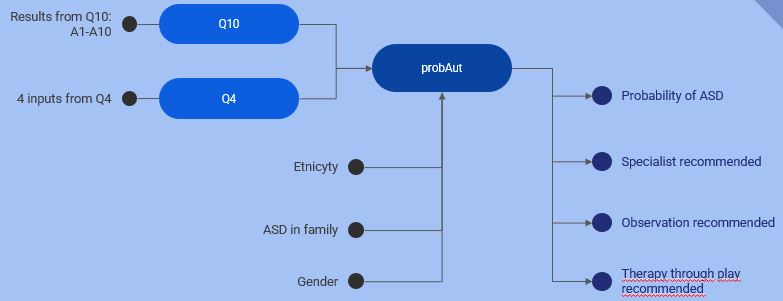 Results from Q10:
A1-A10
Q10
probAut
4 inputs from Q4
Q4
Etnicyty
ASD in family
Gender
Probability of ASD
Specialist recommended
Observation recommended
Therapy through play
recommended